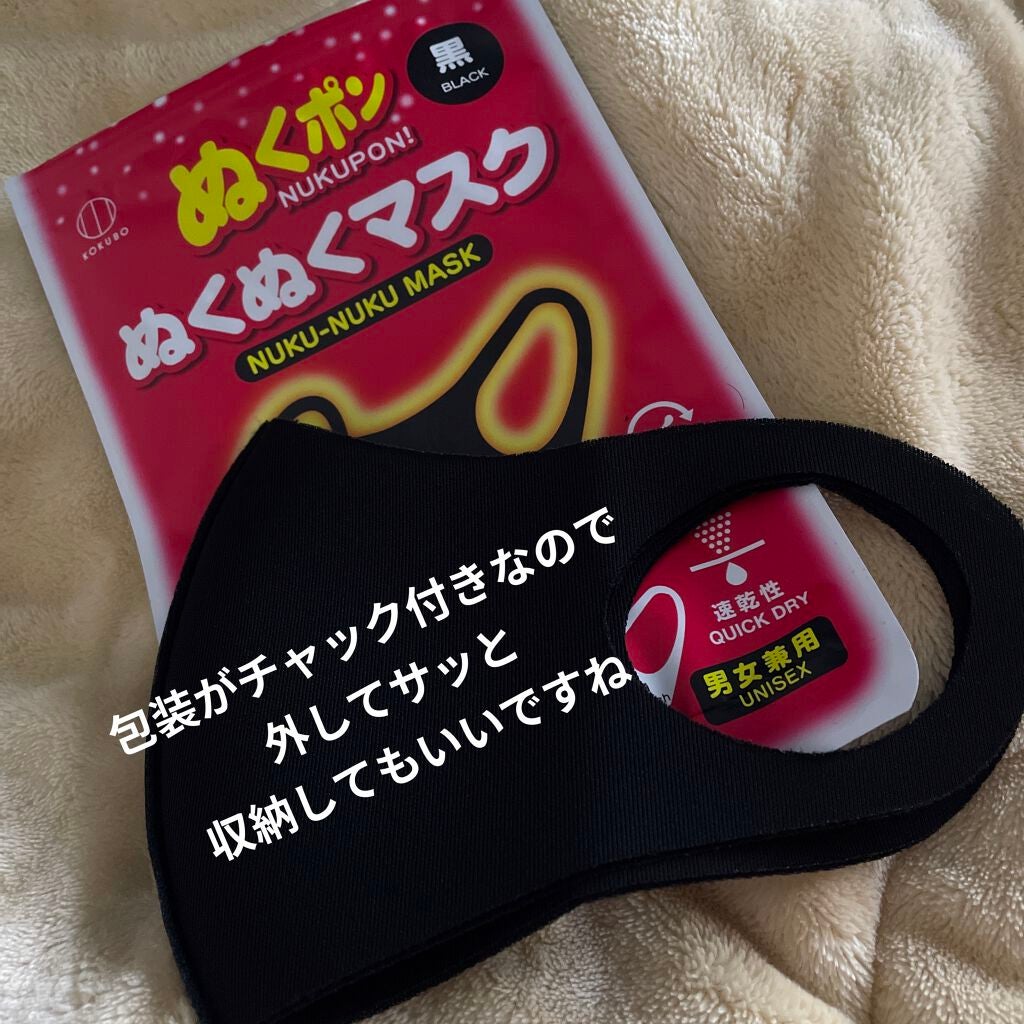 黒
BLACK
KOKUBO
ぬくポン
NUKUPON!
ぬくぬくマスク
NUKU-NUKU MASK
包装がチャック付きなので
外してサッと
収納してもいいですね
速乾性
QUICK DRY
男女兼用
UNISEX